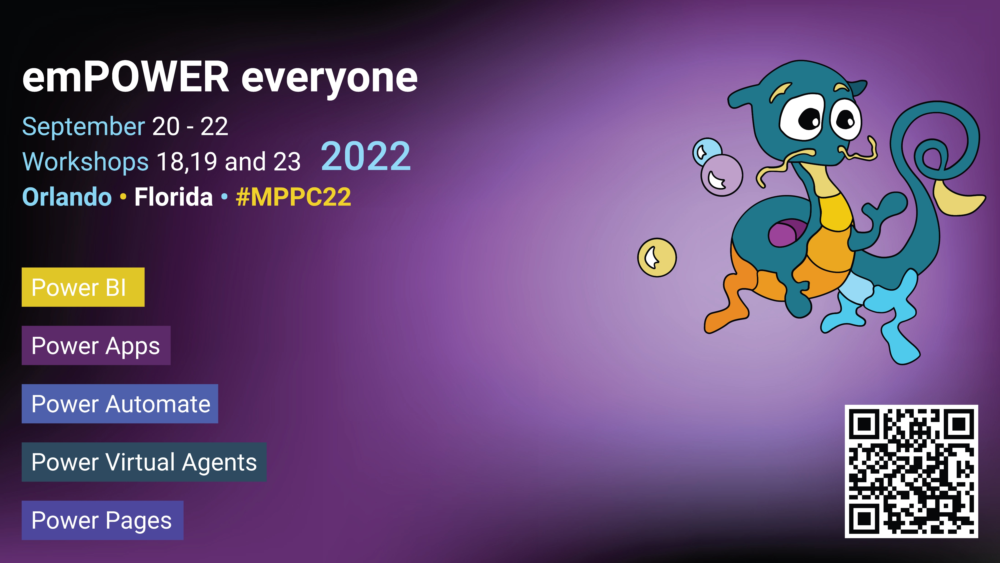 emPOWER everyone
September 20 - 22
Workshops 18,19 and 23 2022
Orlando • Florida • #MPPC22
Power BI
Power Apps
Power Automate
Power Virtual Agents
Power Pages